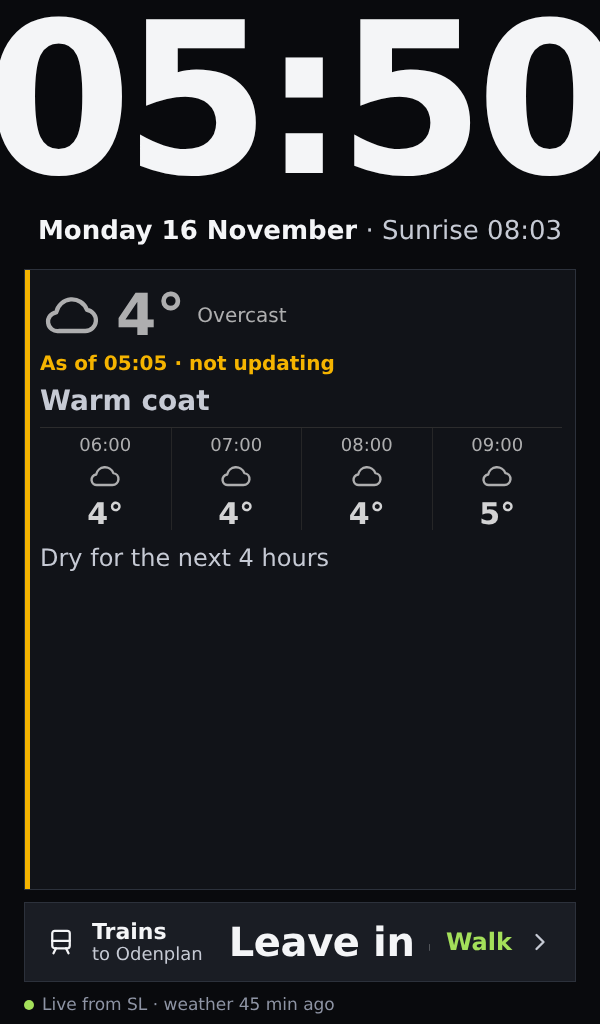 05:50
Monday 16 November · Sunrise 08:03
4° Overcast
As of 05:05 · not updating
Warm coat
06:00 07:00 08:00 09:00
4° 4° 4° 5°
Dry for the next 4 hours
Trains
to Odenplan
Leave in
Walk
Live from SL · weather 45 min ago